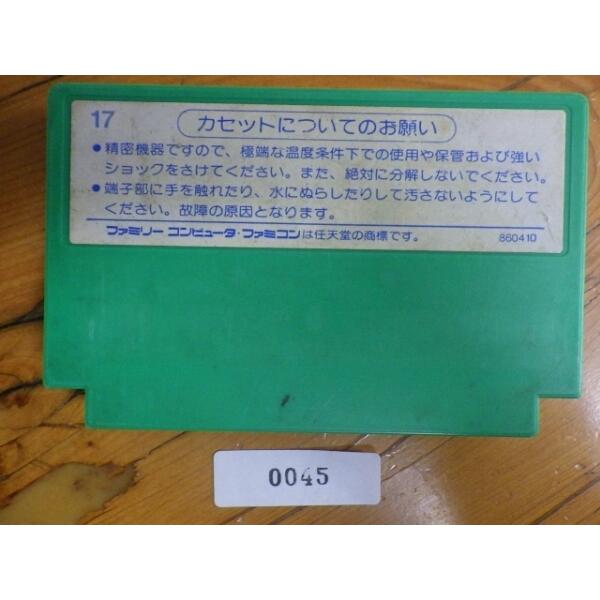 17
カセットについてのお願い
●精密機器ですので、極端な温度条件下での使用や保管および強い
ショックをさけてください。また、絶対に分解しないでください。
●端子部に手を触れたり、水にぬらしたりして汚さないようにして
ください。故障の原因となります。
ファミリーコンピュータ・ファミコンは任天堂の商標です。
860410
0045